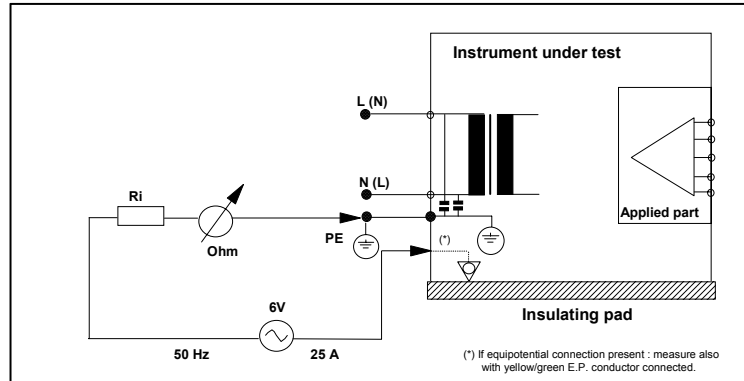 Instrument under test
L (N)
N (L)
Ri
Ohm
PE
(*)
Applied part
6V
50 Hz
25 A
Insulating pad
(*) If equipotential connection present : measure also
with yellow/green E.P. conductor connected.